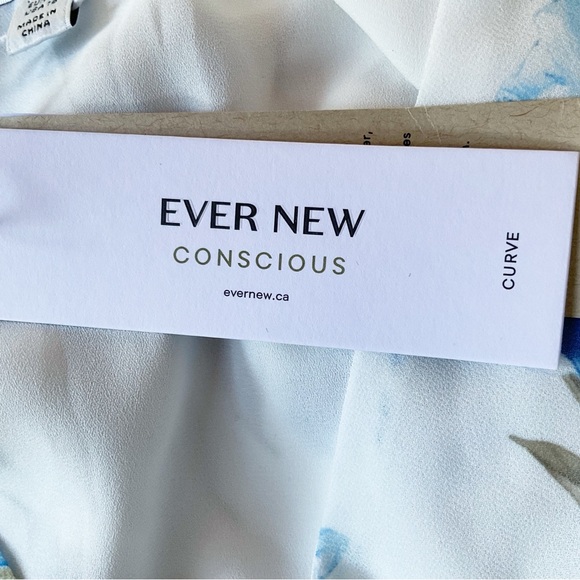 MADE IN
CHINA
EVER NEW
CONSCIOUS
evernew.ca
CURVE